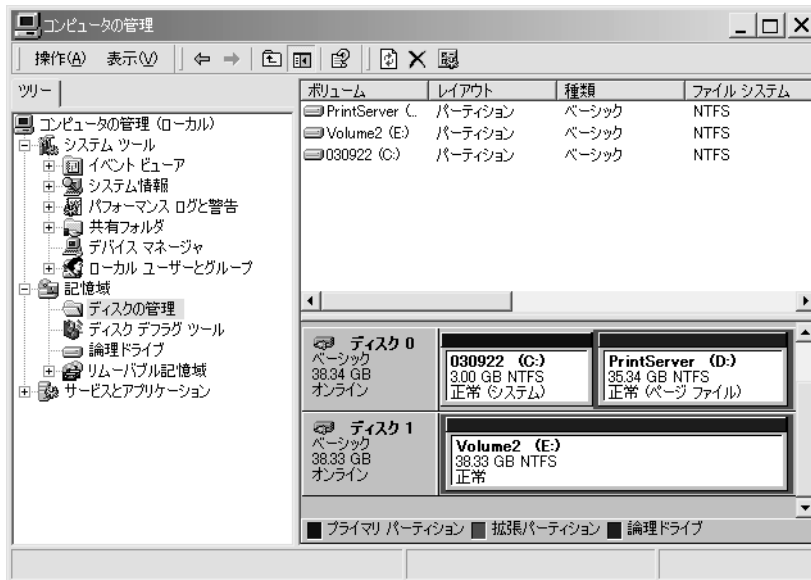 コンピュータの管理
操作(A) 表示(V)
ツリー
コンピュータの管理 (ローカル)
システム ツール
イベント ビューア
システム情報
パフォーマンス ログと警告
共有フォルダ
デバイス マネージャ
ローカル ユーザーとグループ
記憶域
ディスクの管理
ディスク デフラグ ツール
論理ドライブ
リムーバブル記憶域
サービスとアプリケーション
ボリューム レイアウト 種類 ファイル システム
PrintServer (... パーティション ベーシック NTFS
Volume2 (E:) パーティション ベーシック NTFS
030922 (C:) パーティション ベーシック NTFS
ディスク 0
ベーシック
38.34 GB
オンライン
030922 (C:)
3.00 GB NTFS
正常 (システム)
PrintServer (D:)
35.34 GB NTFS
正常 (ページ ファイル)
ディスク 1
ベーシック
38.33 GB
オンライン
Volume2 (E:)
38.33 GB NTFS
正常
プライマリ パーティション 拡張パーティション 論理ドライブ